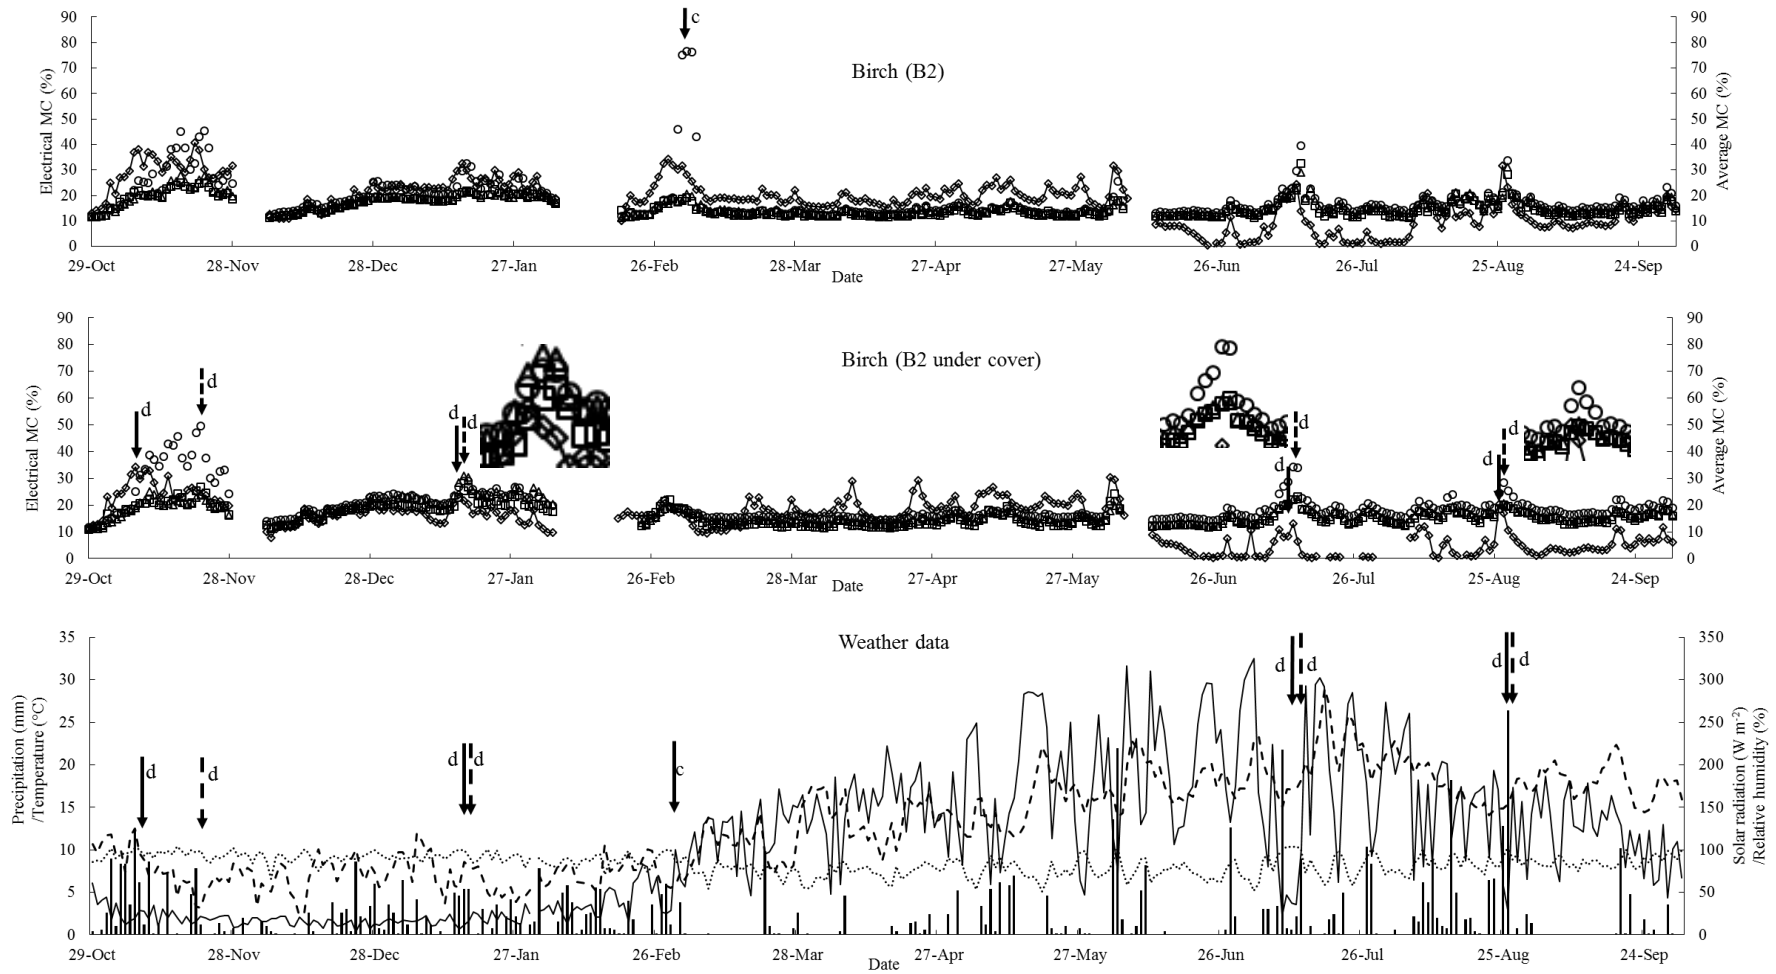 c
Birch (B2)
Electrical MC (%)
Average MC (%)
90 80 70 60 50 40 30 20 10 0
90 80 70 60 50 40 30 20 10 0
29-Oct 28-Nov 28-Dec 27-Jan 26-Feb 28-Mar 27-Apr 27-May 26-Jun 26-Jul 25-Aug 24-Sep
Date
Birch (B2 under cover)
Electrical MC (%)
Average MC (%)
90 80 70 60 50 40 30 20 10 0
90 80 70 60 50 40 30 20 10 0
d d d d d d d d
29-Oct 28-Nov 28-Dec 27-Jan 26-Feb 28-Mar 27-Apr 27-May 26-Jun 26-Jul 25-Aug 24-Sep
Date
Weather data
Precipitation (mm)
/Temperature (°C)
Solar radiation (W m⁻²)
/Relative humidity (%)
35 30 25 20 15 10 5 0
350 300 250 200 150 100 50 0
d d d d c d d d d
29-Oct 28-Nov 28-Dec 27-Jan 26-Feb 28-Mar 27-Apr 27-May 26-Jun 26-Jul 25-Aug 24-Sep
Date